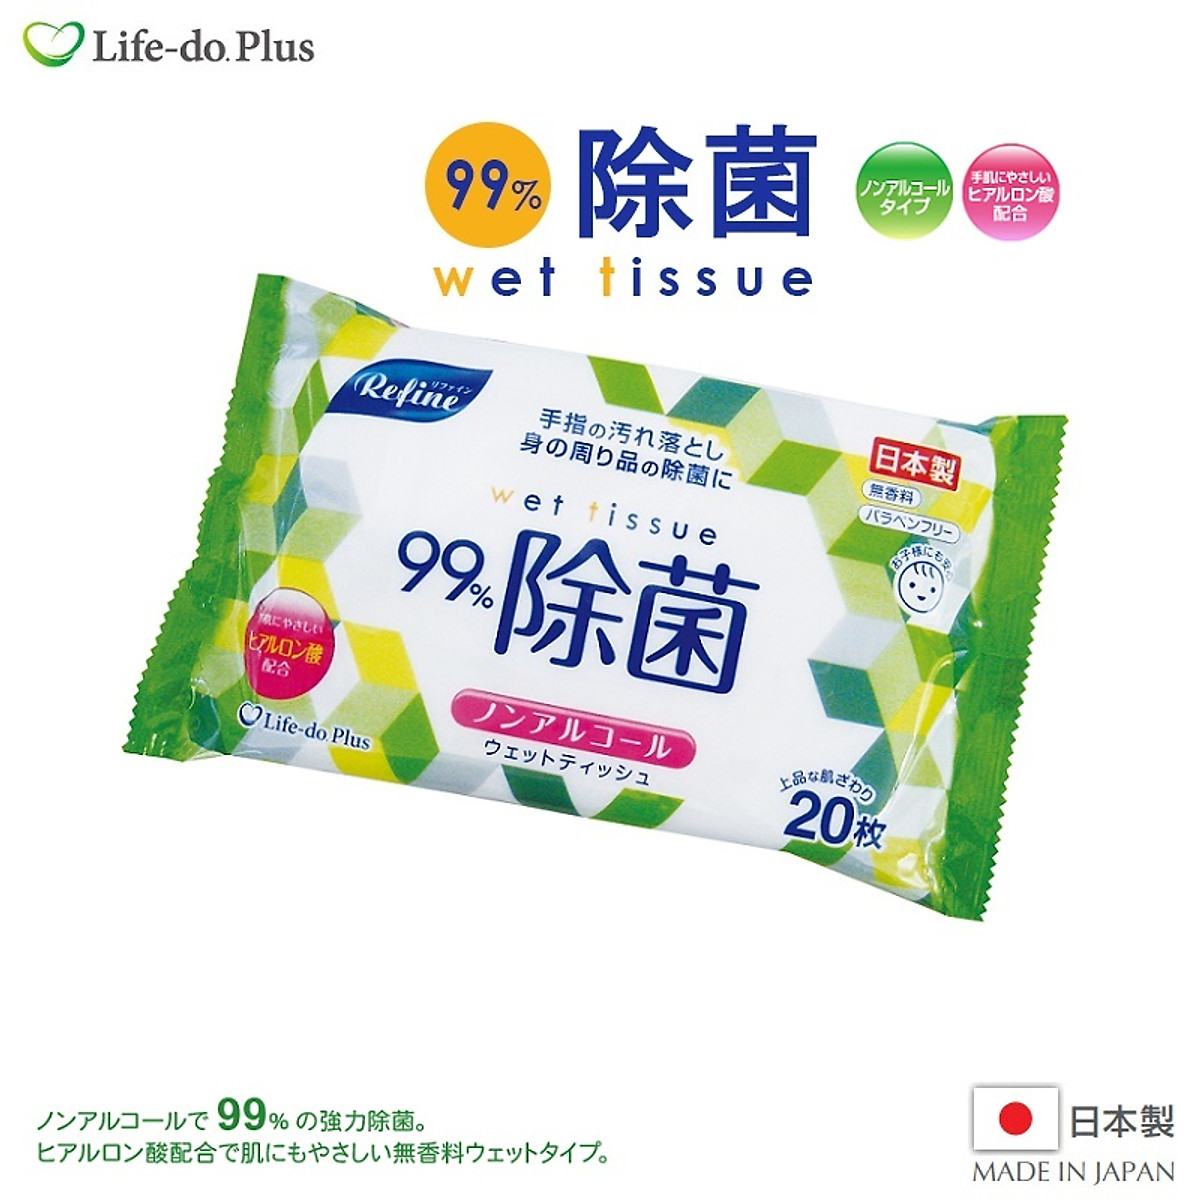 Life-do.Plus
99% 除菌
wet tissue
ノンアルコール
タイプ
手肌にやさしい
ヒアルロン酸
配合
Refine
リファイン
手指の汚れ落とし
身の周り品の除菌に
wet tissue
99% 除菌
日本製
無香料
パラベンフリー
お子様にも安心
手肌にやさしい
ヒアルロン酸
配合
Life-do.Plus
ノンアルコール
ウェットティッシュ
上品な肌ざわり
20枚
ノンアルコールで 99% の強力除菌。
ヒアルロン酸配合で肌にもやさしい無香料ウェットタイプ。
日本製
MADE IN JAPAN